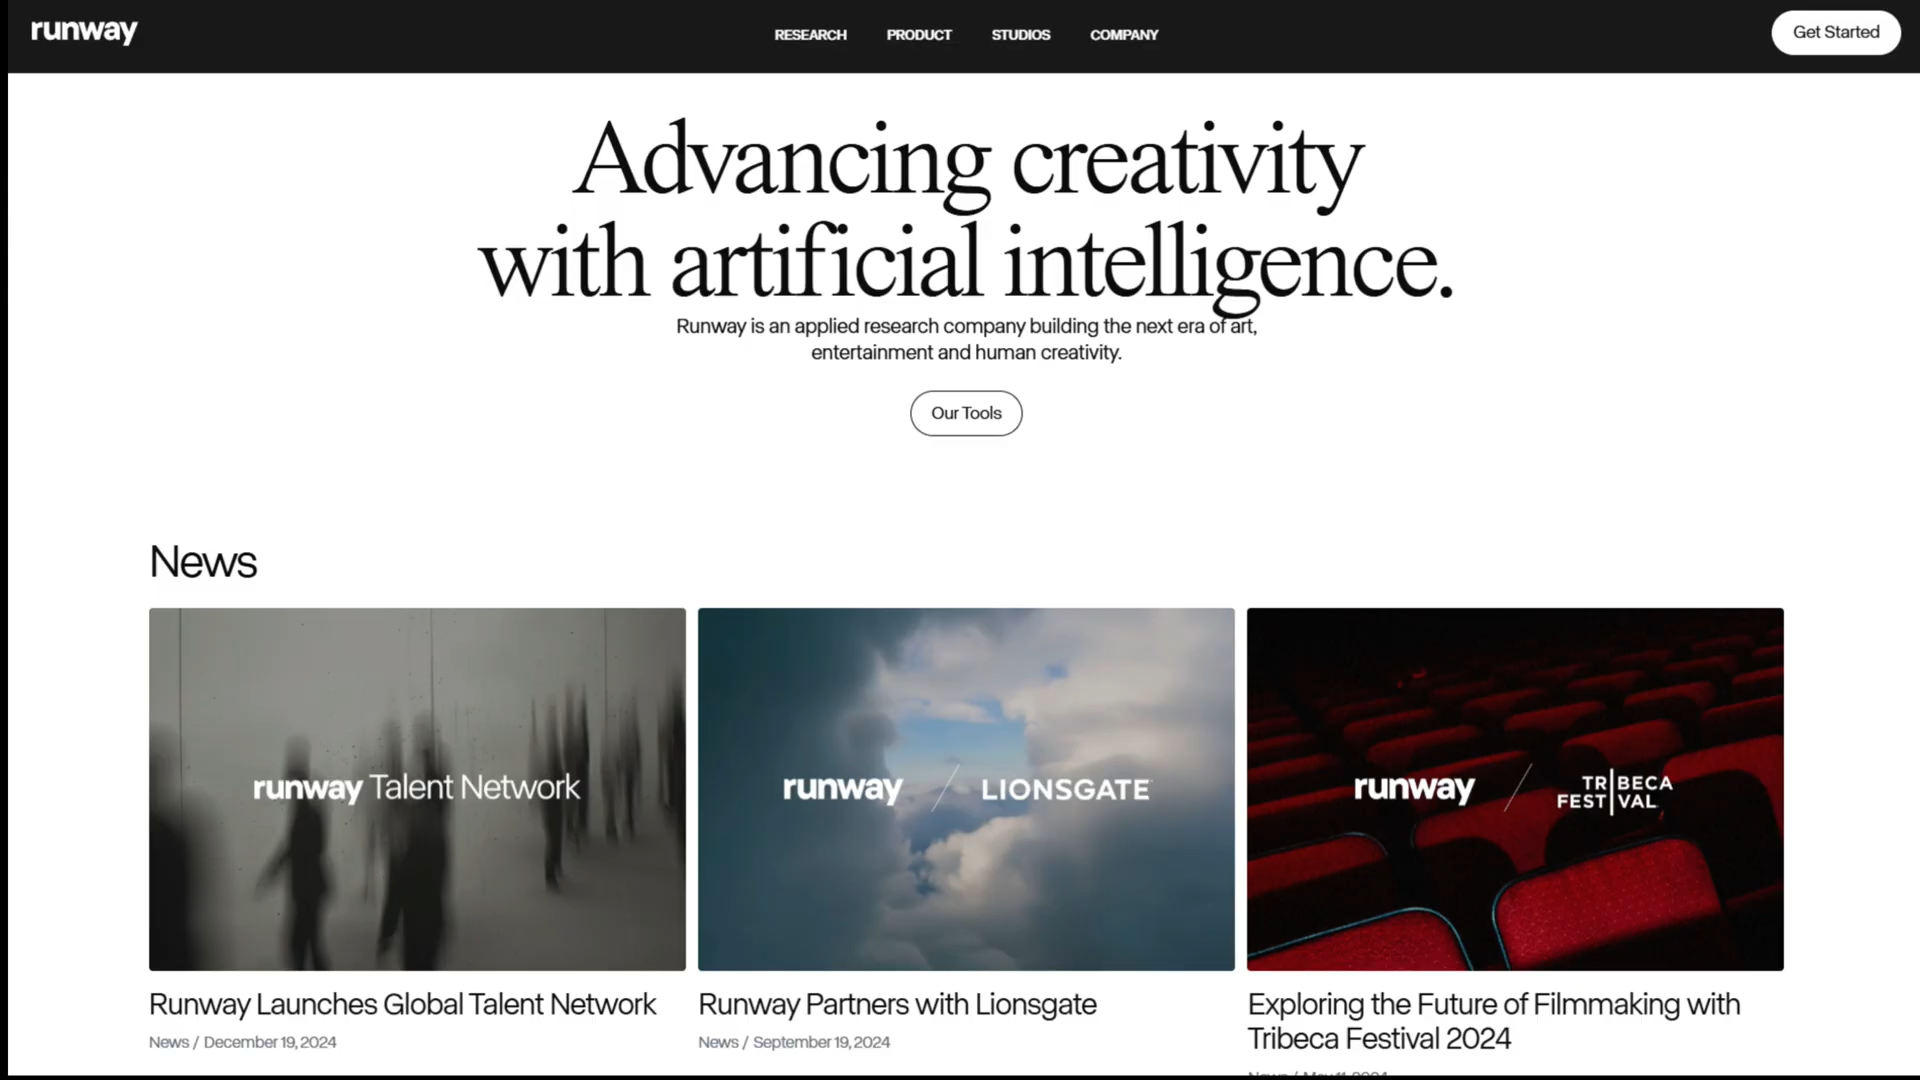 runway
RESEARCH PRODUCT STUDIOS COMPANY
Get Started
Advancing creativity
with artificial intelligence.
Runway is an applied research company building the next era of art,
entertainment and human creativity.
Our Tools
News
runway Talent Network
runway / LIONSGATE
runway / TRIBECA
FESTIVAL
Runway Launches Global Talent Network
News / December 19, 2024
Runway Partners with Lionsgate
News / September 19, 2024
Exploring the Future of Filmmaking with
Tribeca Festival 2024